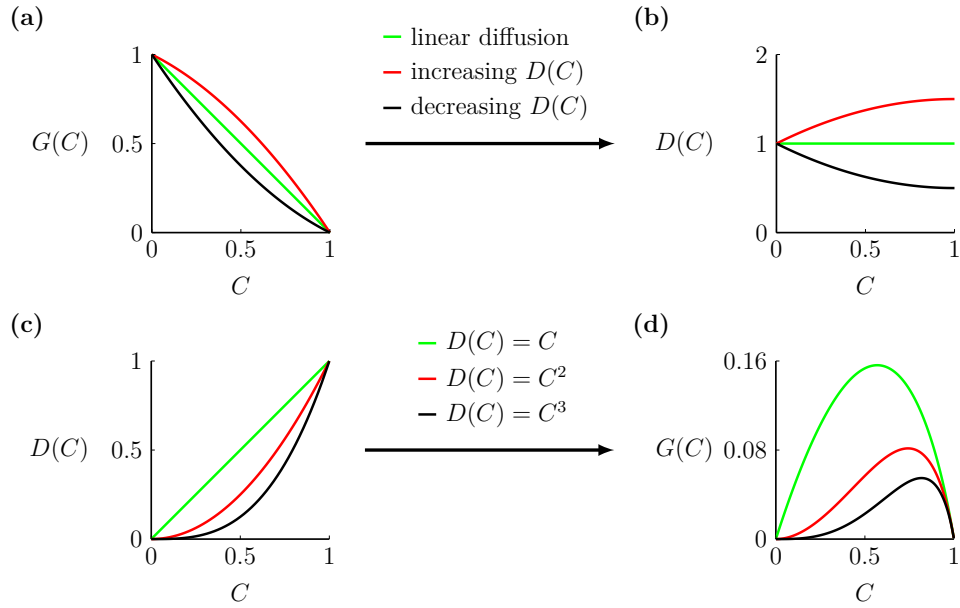 (a)
(b)
linear diffusion
increasing D(C)
decreasing D(C)
G(C)
1
0.5
0
0 0.5 1
C
D(C)
2
1
0
0 0.5 1
C
(c)
(d)
D(C) = C
D(C) = C²
D(C) = C³
D(C)
1
0.5
0
0 0.5 1
C
G(C)
0.16
0.08
0
0 0.5 1
C